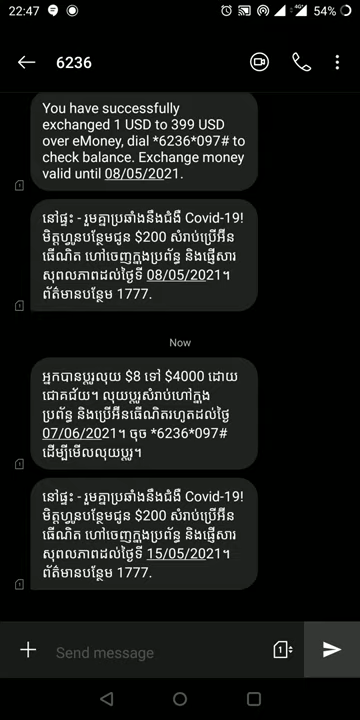 22:47
4G+
54%
6236
You have successfully
exchanged 1 USD to 399 USD
over eMoney, dial *6236*097# to
check balance. Exchange money
valid until 08/05/2021.
នៅផ្ទះ - រួមគ្នាប្រឆាំងនឹងជំងឺ Covid-19!
មិត្តហ្វូនបន្ថែមជូន $200 សំរាប់ប្រើអ៊ីន
ធើណិត ហៅចេញក្នុងប្រព័ន្ធ និងផ្ញើសារ
សុពលភាពដល់ថ្ងៃទី 08/05/2021។
ព័ត៌មានបន្ថែម 1777.
Now
អ្នកបានប្តូរលុយ $8 ទៅ $4000 ដោយ
ជោគជ័យ។ លុយប្តូរសំរាប់ហៅក្នុង
ប្រព័ន្ធ និងប្រើអ៊ីនធើណិតរហូតដល់ថ្ងៃ
07/06/2021។ ចុច *6236*097#
ដើម្បីមើលលុយប្តូរ។
នៅផ្ទះ - រួមគ្នាប្រឆាំងនឹងជំងឺ Covid-19!
មិត្តហ្វូនបន្ថែមជូន $200 សំរាប់ប្រើអ៊ីន
ធើណិត ហៅចេញក្នុងប្រព័ន្ធ និងផ្ញើសារ
សុពលភាពដល់ថ្ងៃទី 15/05/2021។
ព័ត៌មានបន្ថែម 1777.
Send message